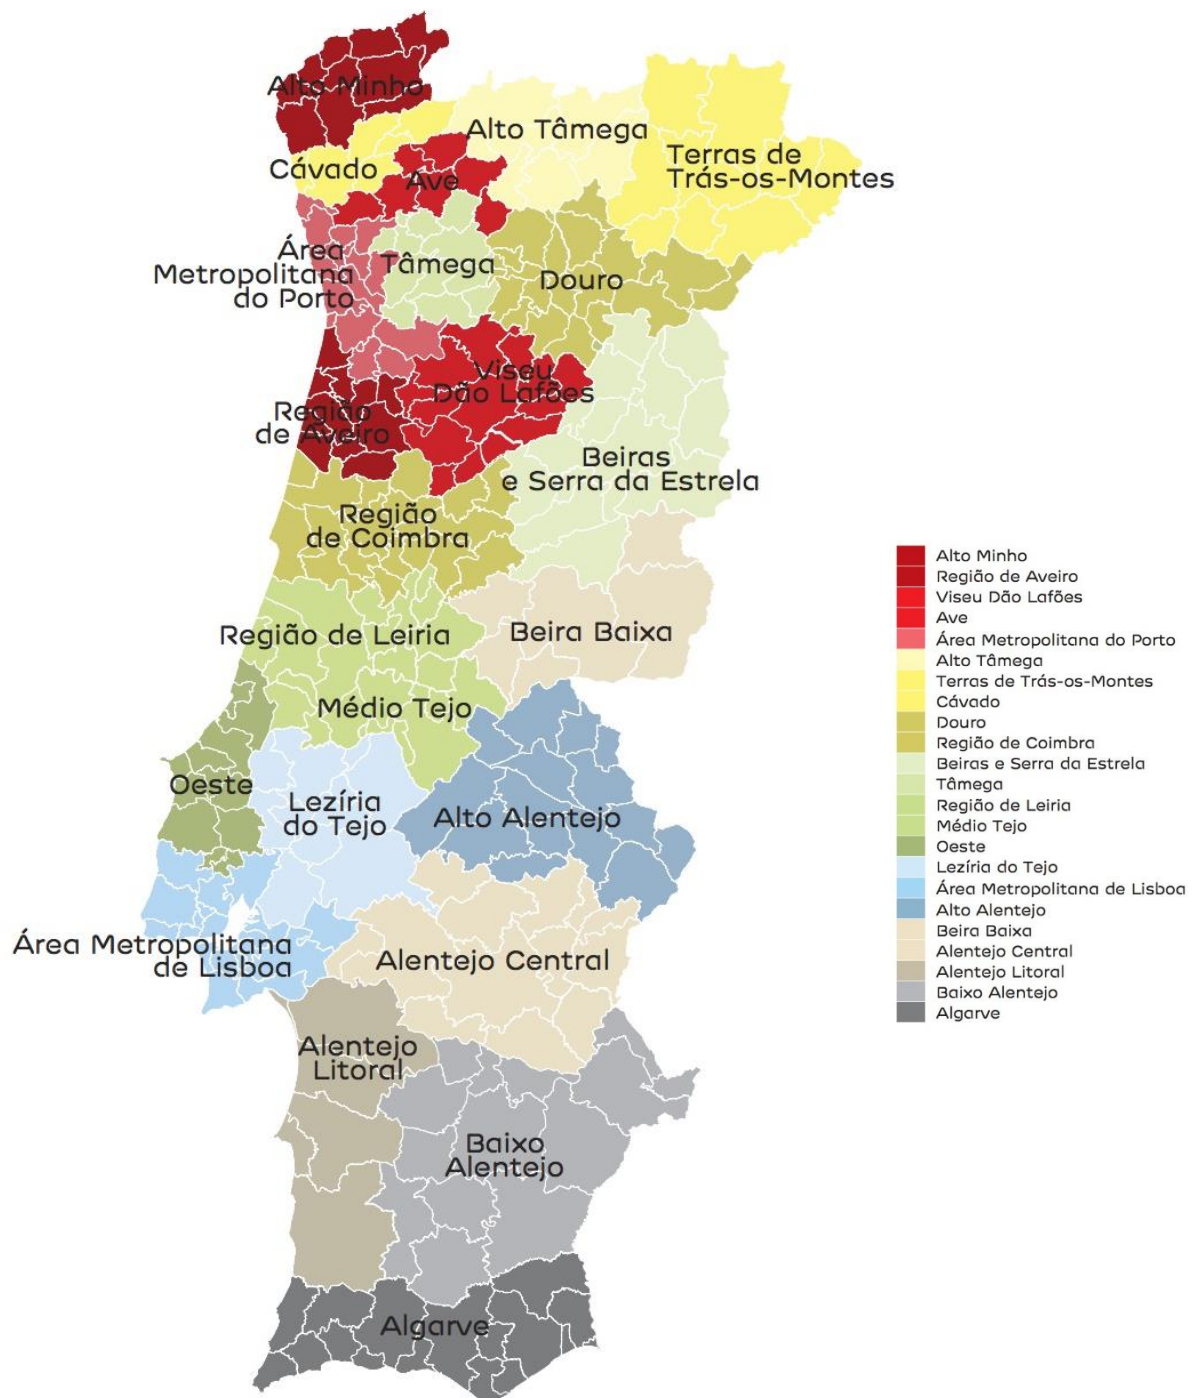 Alto Minho
Alto Tâmega
Terras de
Trás-os-Montes
Cávado
Ave
Área
Metropolitana
do Porto
Tâmega
Douro
Viseu
Dão Lafões
Região
de Aveiro
Beiras
e Serra da Estrela
Região
de Coimbra
Região de Leiria
Beira Baixa
Médio Tejo
Oeste
Lezíria
do Tejo
Alto Alentejo
Área Metropolitana
de Lisboa
Alentejo Central
Alentejo
Litoral
Baixo
Alentejo
Algarve
Alto Minho
Região de Aveiro
Viseu Dão Lafões
Ave
Área Metropolitana do Porto
Alto Tâmega
Terras de Trás-os-Montes
Cávado
Douro
Região de Coimbra
Beiras e Serra da Estrela
Tâmega
Região de Leiria
Médio Tejo
Oeste
Lezíria do Tejo
Área Metropolitana de Lisboa
Alto Alentejo
Beira Baixa
Alentejo Central
Alentejo Litoral
Baixo Alentejo
Algarve